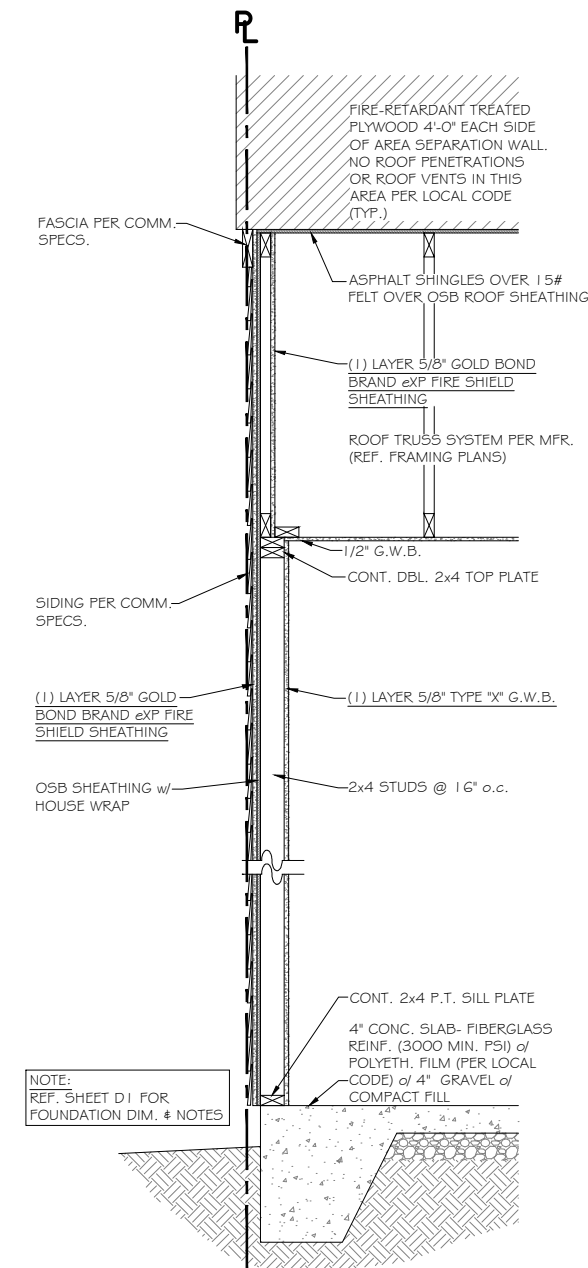 PL
FIRE-RETARDANT TREATED
PLYWOOD 4'-0" EACH SIDE
OF AREA SEPARATION WALL.
NO ROOF PENETRATIONS
OR ROOF VENTS IN THIS
AREA PER LOCAL CODE
(TYP.)
FASCIA PER COMM.
SPECS.
ASPHALT SHINGLES OVER 15#
FELT OVER OSB ROOF SHEATHING
(1) LAYER 5/8" GOLD BOND
BRAND eXP FIRE SHIELD
SHEATHING
ROOF TRUSS SYSTEM PER MFR.
(REF. FRAMING PLANS)
1/2" G.W.B.
CONT. DBL. 2x4 TOP PLATE
SIDING PER COMM.
SPECS.
(1) LAYER 5/8" GOLD
BOND BRAND eXP FIRE
SHIELD SHEATHING
(1) LAYER 5/8" TYPE "X" G.W.B.
OSB SHEATHING w/
HOUSE WRAP
2x4 STUDS @ 16" o.c.
CONT. 2x4 P.T. SILL PLATE
4" CONC. SLAB- FIBERGLASS
REINF. (3000 MIN. PSI) o/
POLYETH. FILM (PER LOCAL
CODE) o/ 4" GRAVEL o/
COMPACT FILL
NOTE:
REF. SHEET D1 FOR
FOUNDATION DIM. & NOTES